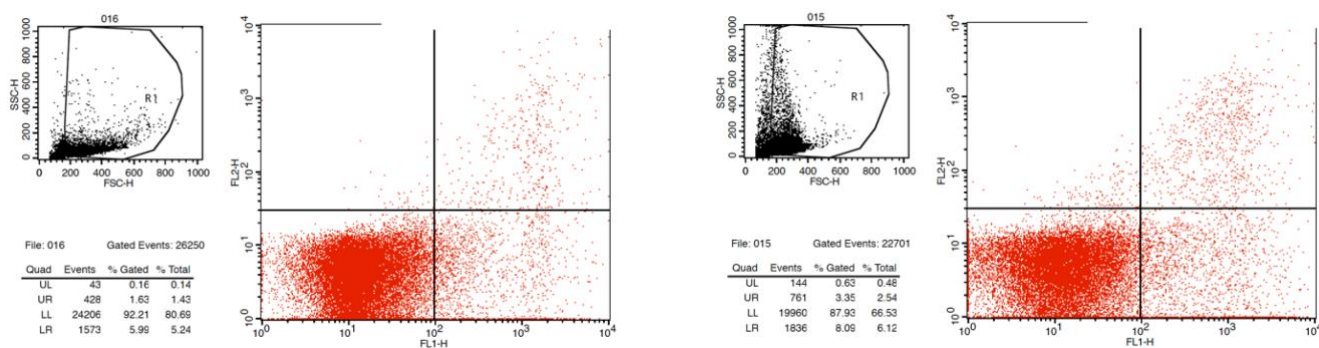 016
1000
800
600
400
200
0
SSC-H
R1
0 200 400 600 800 1000
FSC-H
File: 016 Gated Events: 26250
Quad Events % Gated % Total
UL 43 0.16 0.14
UR 428 1.63 1.43
LL 24206 92.21 80.69
LR 1573 5.99 5.24
10^4
10^3
10^2
10^1
10^0
FL2-H
10^0 10^1 10^2 10^3 10^4
FL1-H
015
1000
800
600
400
200
0
SSC-H
R1
0 200 400 600 800 1000
FSC-H
File: 015 Gated Events: 22701
Quad Events % Gated % Total
UL 144 0.63 0.48
UR 761 3.35 2.54
LL 19960 87.93 66.53
LR 1836 8.09 6.12
10^4
10^3
10^2
10^1
10^0
FL2-H
10^0 10^1 10^2 10^3 10^4
FL1-H